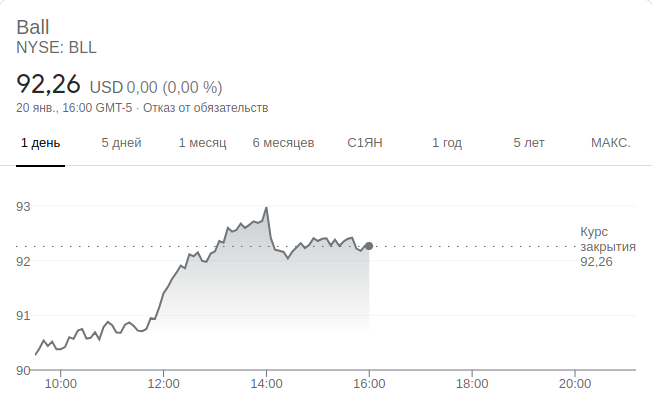 Ball
NYSE: BLL
92,26 USD 0,00 (0,00 %)
20 янв., 16:00 GMT-5 · Отказ от обязательств
1 день 5 дней 1 месяц 6 месяцев С1ЯН 1 год 5 лет МАКС.
93
92
91
90
Курс
закрытия
92,26
10:00 12:00 14:00 16:00 18:00 20:00